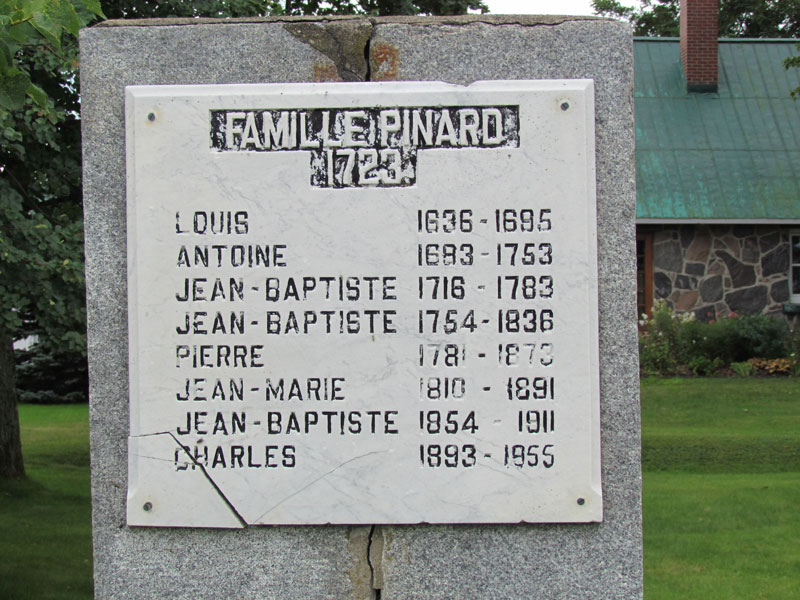 FAMILLE PINARD
1723
LOUIS 1636 - 1695
ANTOINE 1683 - 1753
JEAN-BAPTISTE 1716 - 1783
JEAN-BAPTISTE 1754 - 1836
PIERRE 1781 - 1873
JEAN-MARIE 1810 - 1891
JEAN-BAPTISTE 1854 - 1911
CHARLES 1893 - 1955